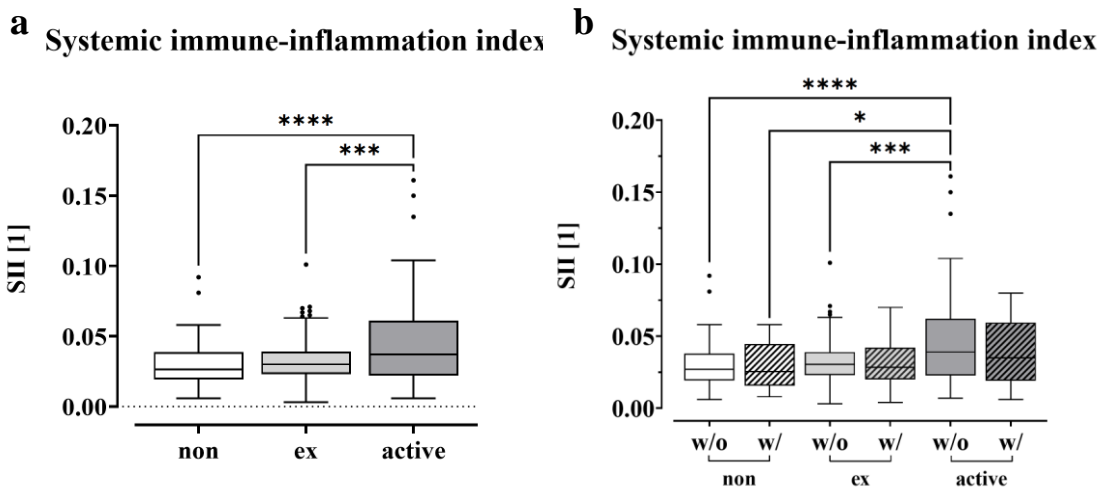 a
Systemic immune-inflammation index
SII [1]
0.20
0.15
0.10
0.05
0.00
****
***
non ex active
b
Systemic immune-inflammation index
SII [1]
0.20
0.15
0.10
0.05
0.00
****
*
***
w/o w/ w/o w/ w/o w/
non ex active